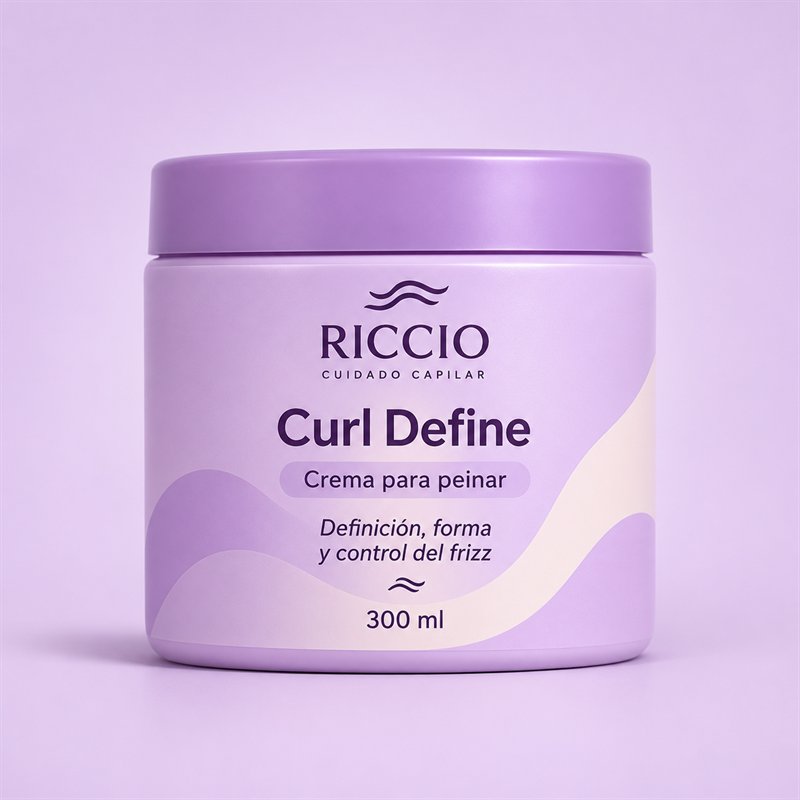 RICCIO
CUIDADO CAPILAR
Curl Define
Crema para peinar
Definición, forma
y control del frizz
300 ml